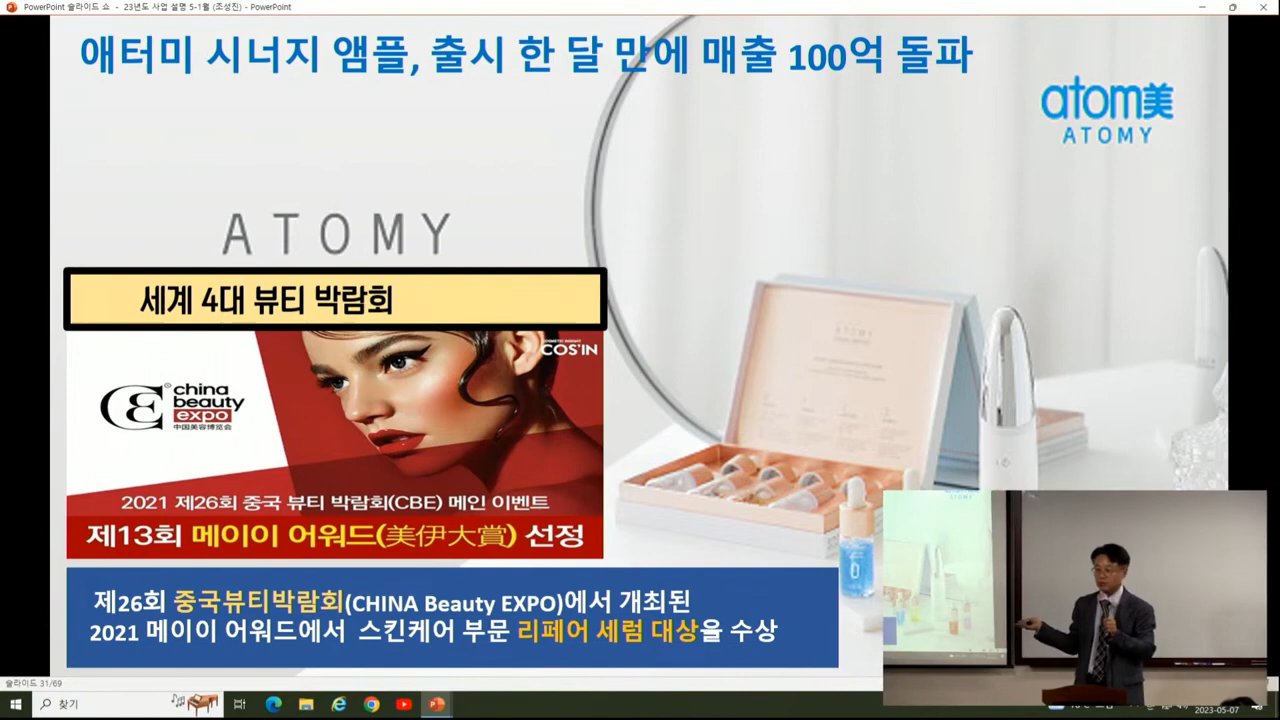 PowerPoint 슬라이드 쇼 - 23년도 사업 설명 5-1월 (조성진) - PowerPoint
애터미 시너지 앰플, 출시 한 달 만에 매출 100억 돌파
atom美
ATOMY
ATOMY
세계 4대 뷰티 박람회
COS'IN
china
beauty
expo
中国美容博览会
2021 제26회 중국 뷰티 박람회(CBE) 메인 이벤트
제13회 메이이 어워드(美伊大賞) 선정
제26회 중국뷰티박람회(CHINA Beauty EXPO)에서 개최된
2021 메이이 어워드에서 스킨케어 부문 리페어 세럼 대상을 수상
ATOMY
ATOMY
슬라이드 31/69
찾기
2023-05-07